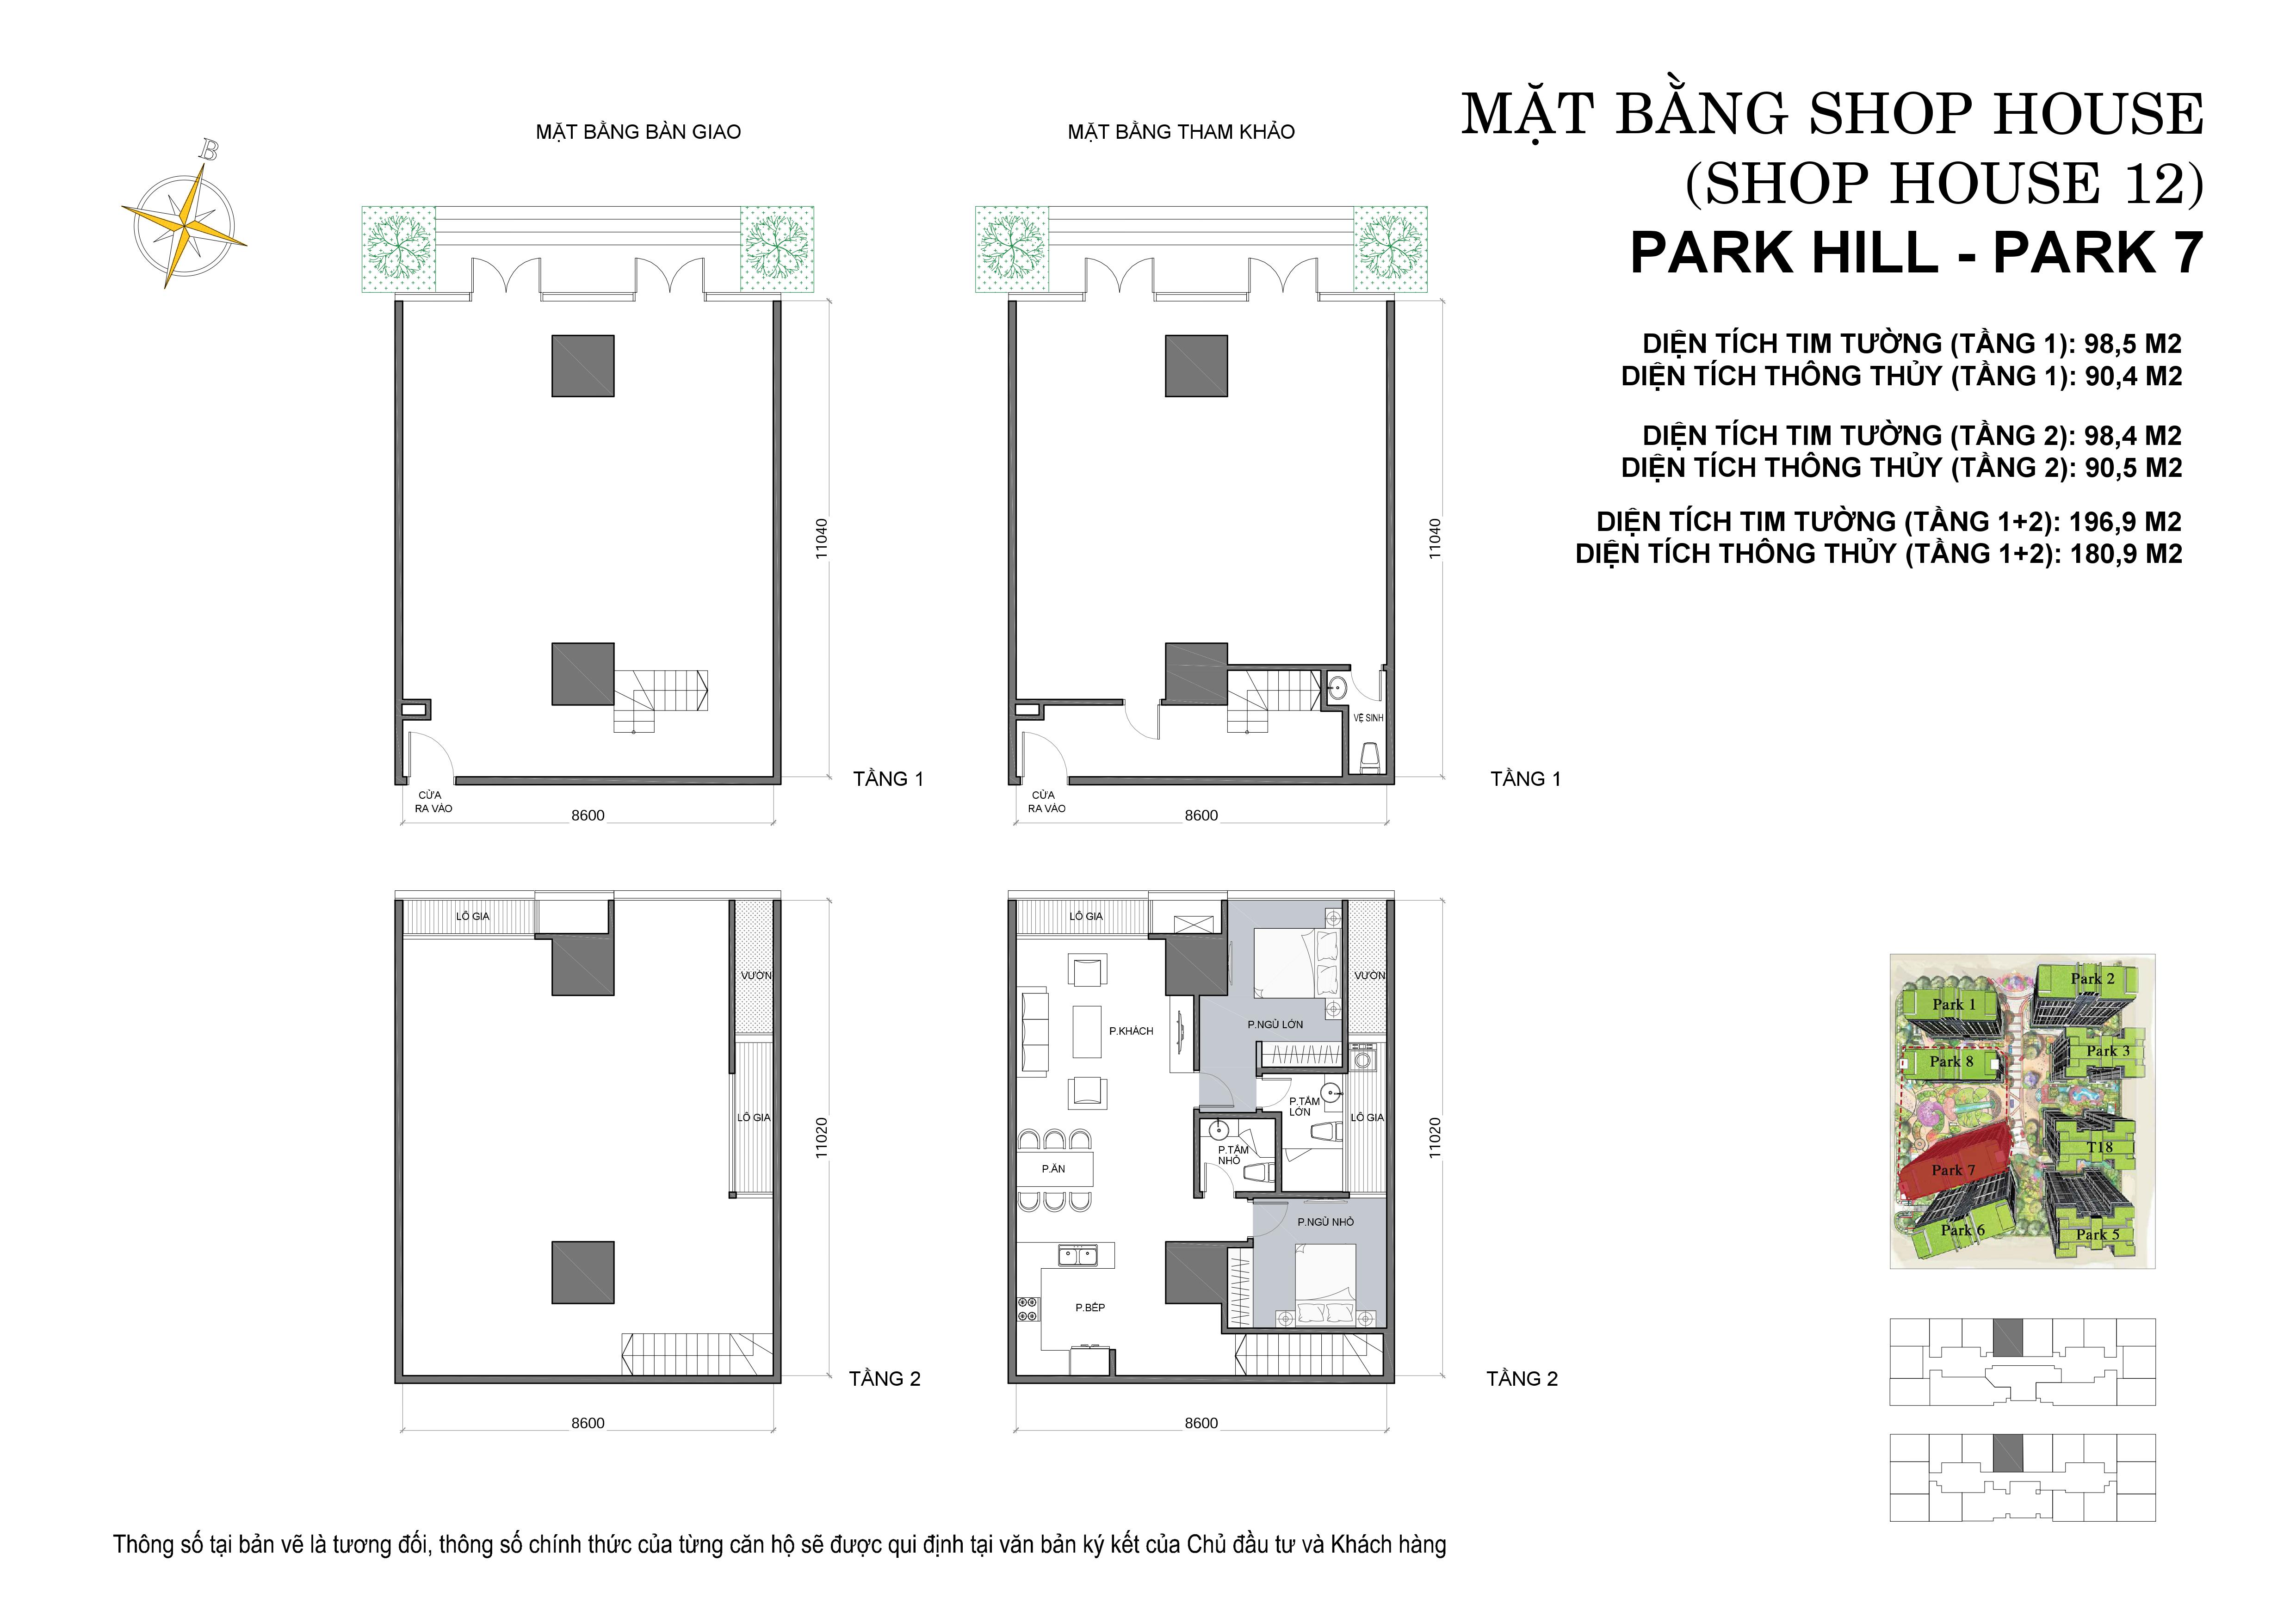 MẶT BẰNG SHOP HOUSE
(SHOP HOUSE 12)
PARK HILL - PARK 7
DIỆN TÍCH TIM TƯỜNG (TẦNG 1): 98,5 M2
DIỆN TÍCH THÔNG THỦY (TẦNG 1): 90,4 M2
DIỆN TÍCH TIM TƯỜNG (TẦNG 2): 98,4 M2
DIỆN TÍCH THÔNG THỦY (TẦNG 2): 90,5 M2
DIỆN TÍCH TIM TƯỜNG (TẦNG 1+2): 196,9 M2
DIỆN TÍCH THÔNG THỦY (TẦNG 1+2): 180,9 M2
B
MẶT BẰNG BÀN GIAO
11040
TẦNG 1
CỬA
RA VÀO
8600
MẶT BẰNG THAM KHẢO
11040
VỆ SINH
TẦNG 1
CỬA
RA VÀO
8600
LÔ GIA
VƯỜN
LÔ GIA
11020
TẦNG 2
8600
LÔ GIA
VƯỜN
P.KHÁCH
P.NGỦ LỚN
P.TẮM
LỚN
LÔ GIA
P.TẮM
NHỎ
P.ĂN
P.NGỦ NHỎ
P.BẾP
11020
TẦNG 2
8600
Park 2
Park 1
Park 3
Park 8
T18
Park 7
Park 6
Park 5
Thông số tại bản vẽ là tương đối, thông số chính thức của từng căn hộ sẽ được qui định tại văn bản ký kết của Chủ đầu tư và Khách hàng